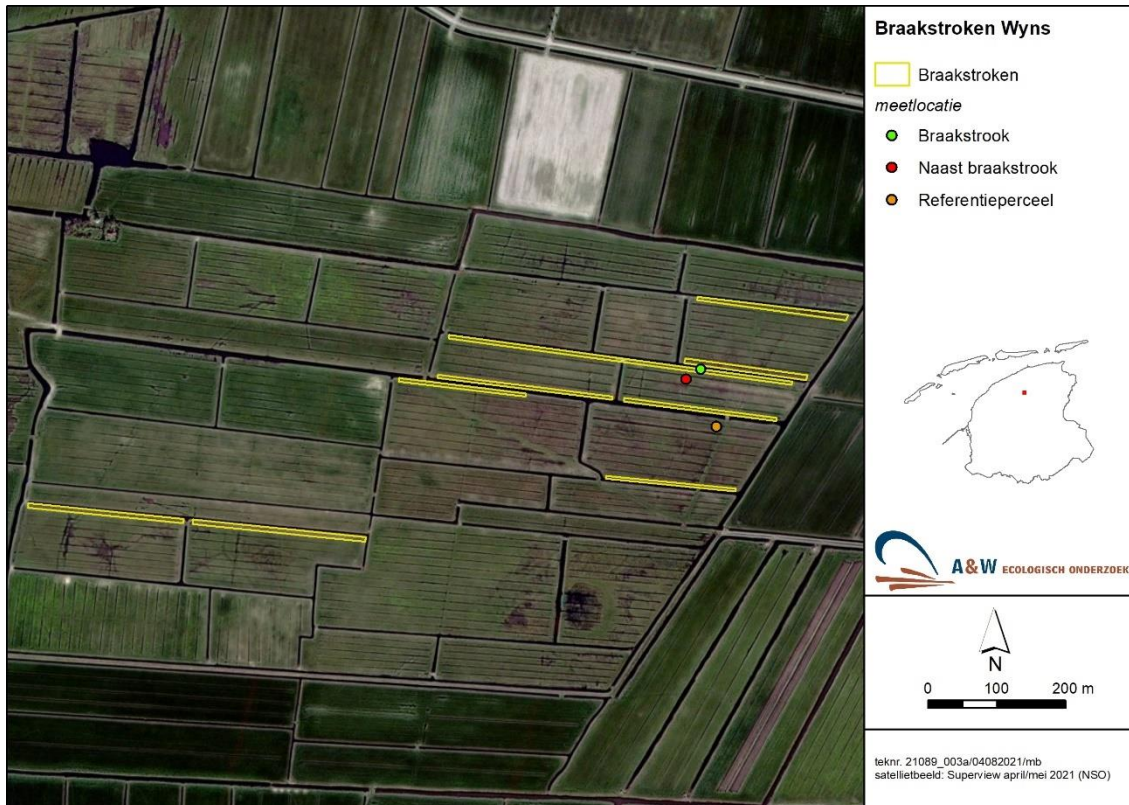 Braakstroken Wyns
Braakstroken
meetlocatie
Braakstrook
Naast braakstrook
Referentieperceel
A&W ECOLOGISCH ONDERZOEK
N
0 100 200 m
teknr. 21089_003a/04082021/mb
satellietbeeld: Superview april/mei 2021 (NSO)